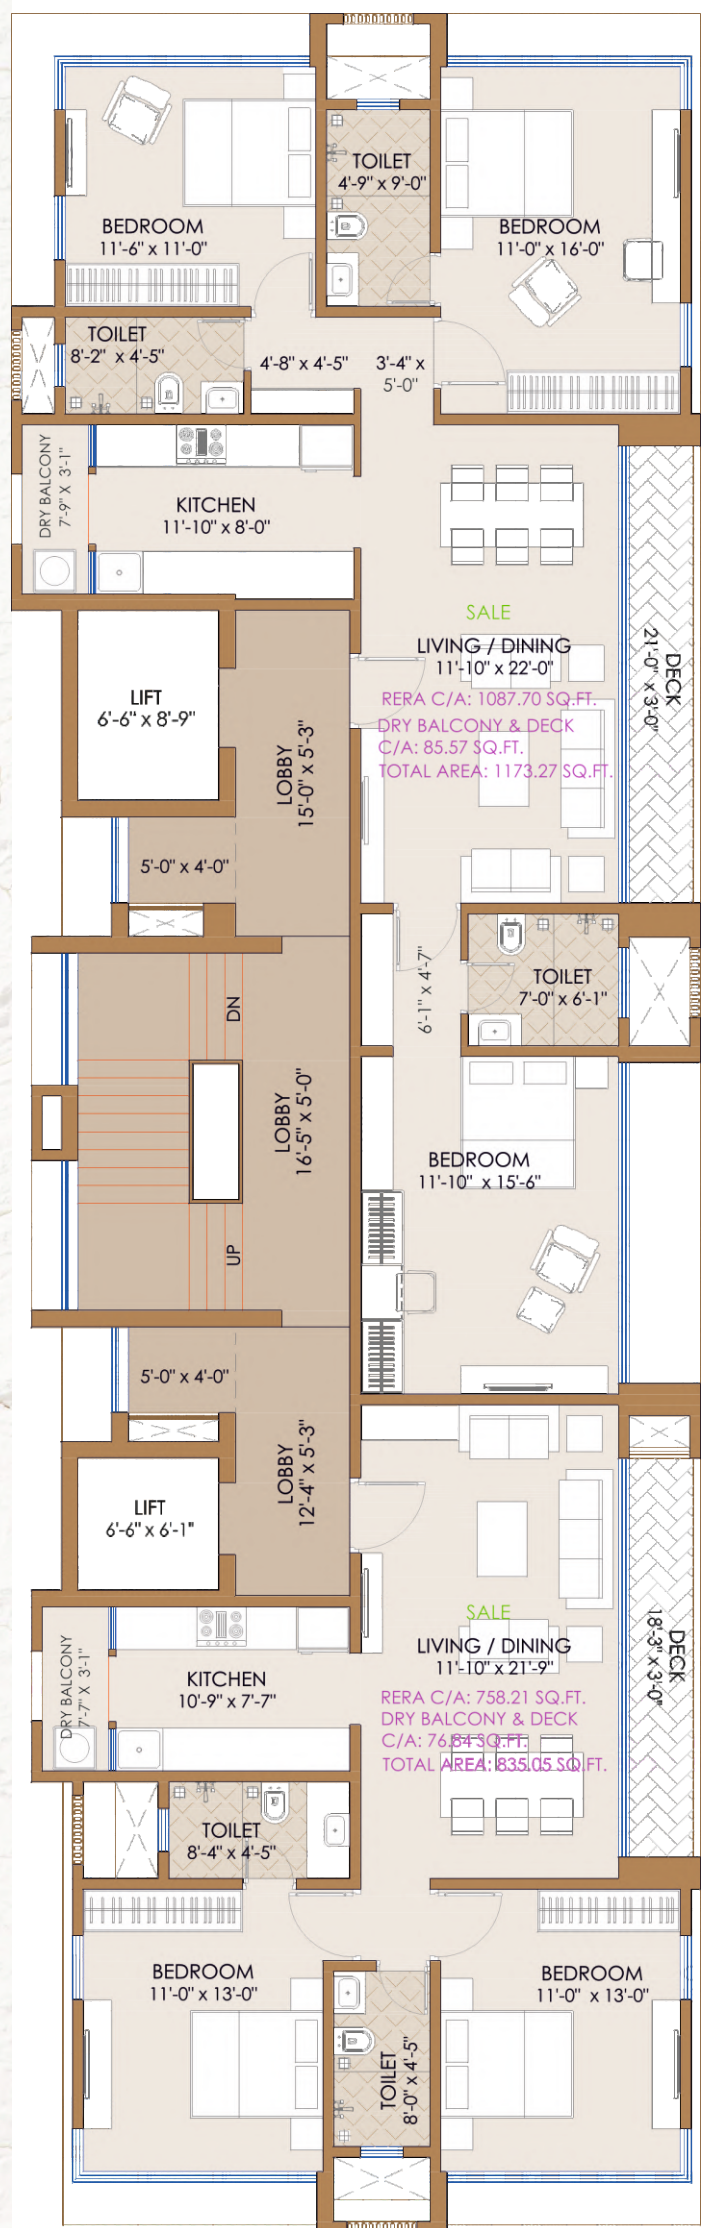 TOILET
4'-9" x 9'-0"
BEDROOM
11'-6" x 11'-0"
BEDROOM
11'-0" x 16'-0"
TOILET
8'-2" x 4'-5"
4'-8" x 4'-5"
3'-4" x
5'-0"
DRY BALCONY
7'-9" X 3'-1"
KITCHEN
11'-10" x 8'-0"
SALE
LIVING / DINING
11'-10" x 22'-0"
RERA C/A: 1087.70 SQ.FT.
DRY BALCONY & DECK
C/A: 85.57 SQ.FT.
TOTAL AREA: 1173.27 SQ.FT.
DECK
21'-0" x 3'-0"
LIFT
6'-6" x 8'-9"
LOBBY
15'-0" x 5'-3"
5'-0" x 4'-0"
DN
6'-1" x 4'-7"
TOILET
7'-0" x 6'-1"
LOBBY
16'-5" x 5'-0"
BEDROOM
11'-10" x 15'-6"
UP
5'-0" x 4'-0"
LOBBY
12'-4" x 5'-3"
LIFT
6'-6" x 6'-1"
SALE
LIVING / DINING
11'-10" x 21'-9"
RERA C/A: 758.21 SQ.FT.
DRY BALCONY & DECK
C/A: 76.84 SQ.FT.
TOTAL AREA: 835.05 SQ.FT.
DECK
18'-3" x 3'-0"
DRY BALCONY
7'-7" X 3'-1"
KITCHEN
10'-9" x 7'-7"
TOILET
8'-4" x 4'-5"
BEDROOM
11'-0" x 13'-0"
BEDROOM
11'-0" x 13'-0"
TOILET
8'-0" x 4'-5"